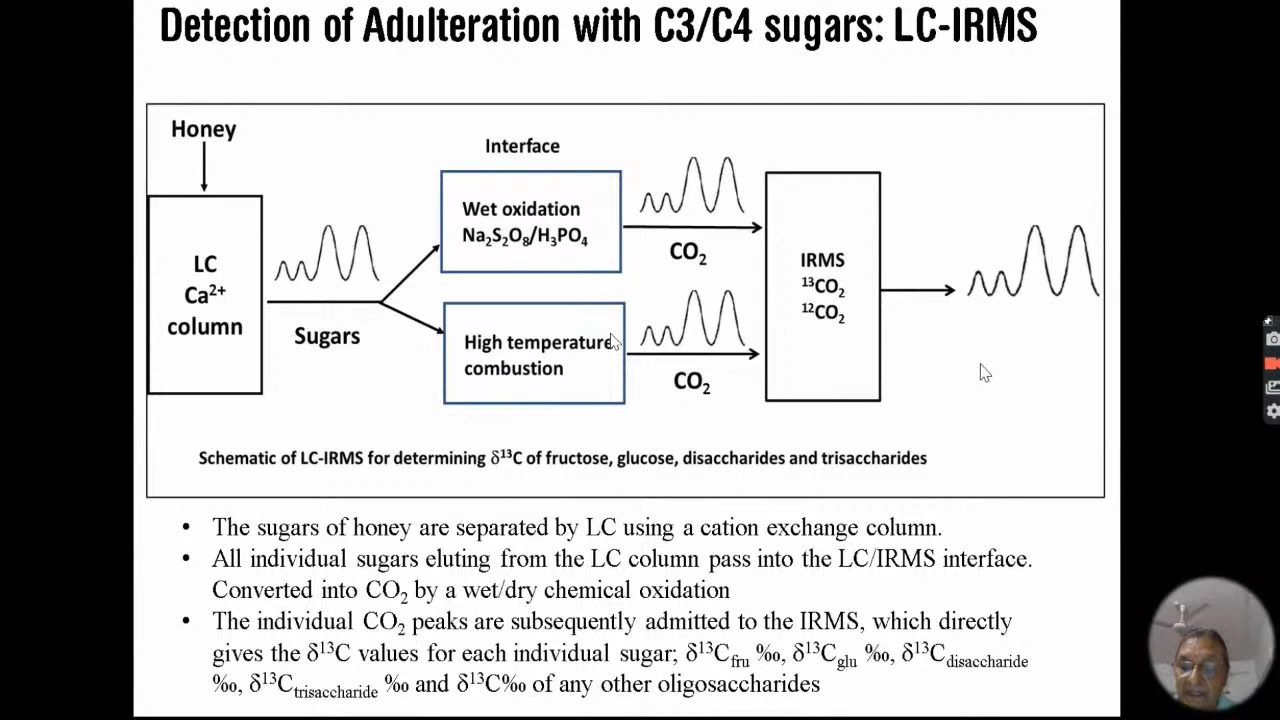 Detection of Adulteration with C3/C4 sugars: LC-IRMS
Honey
Interface
LC
Ca²⁺
column
Sugars
Wet oxidation
Na₂S₂O₈/H₃PO₄
High temperature
combustion
CO₂
CO₂
IRMS
¹³CO₂
¹²CO₂
Schematic of LC-IRMS for determining δ¹³C of fructose, glucose, disaccharides and trisaccharides
• The sugars of honey are separated by LC using a cation exchange column.
• All individual sugars eluting from the LC column pass into the LC/IRMS interface.
Converted into CO₂ by a wet/dry chemical oxidation
• The individual CO₂ peaks are subsequently admitted to the IRMS, which directly
gives the δ¹³C values for each individual sugar; δ¹³Cfru ‰, δ¹³Cglu ‰, δ¹³Cdisaccharide
‰, δ¹³Ctrisaccharide ‰ and δ¹³C‰ of any other oligosaccharides